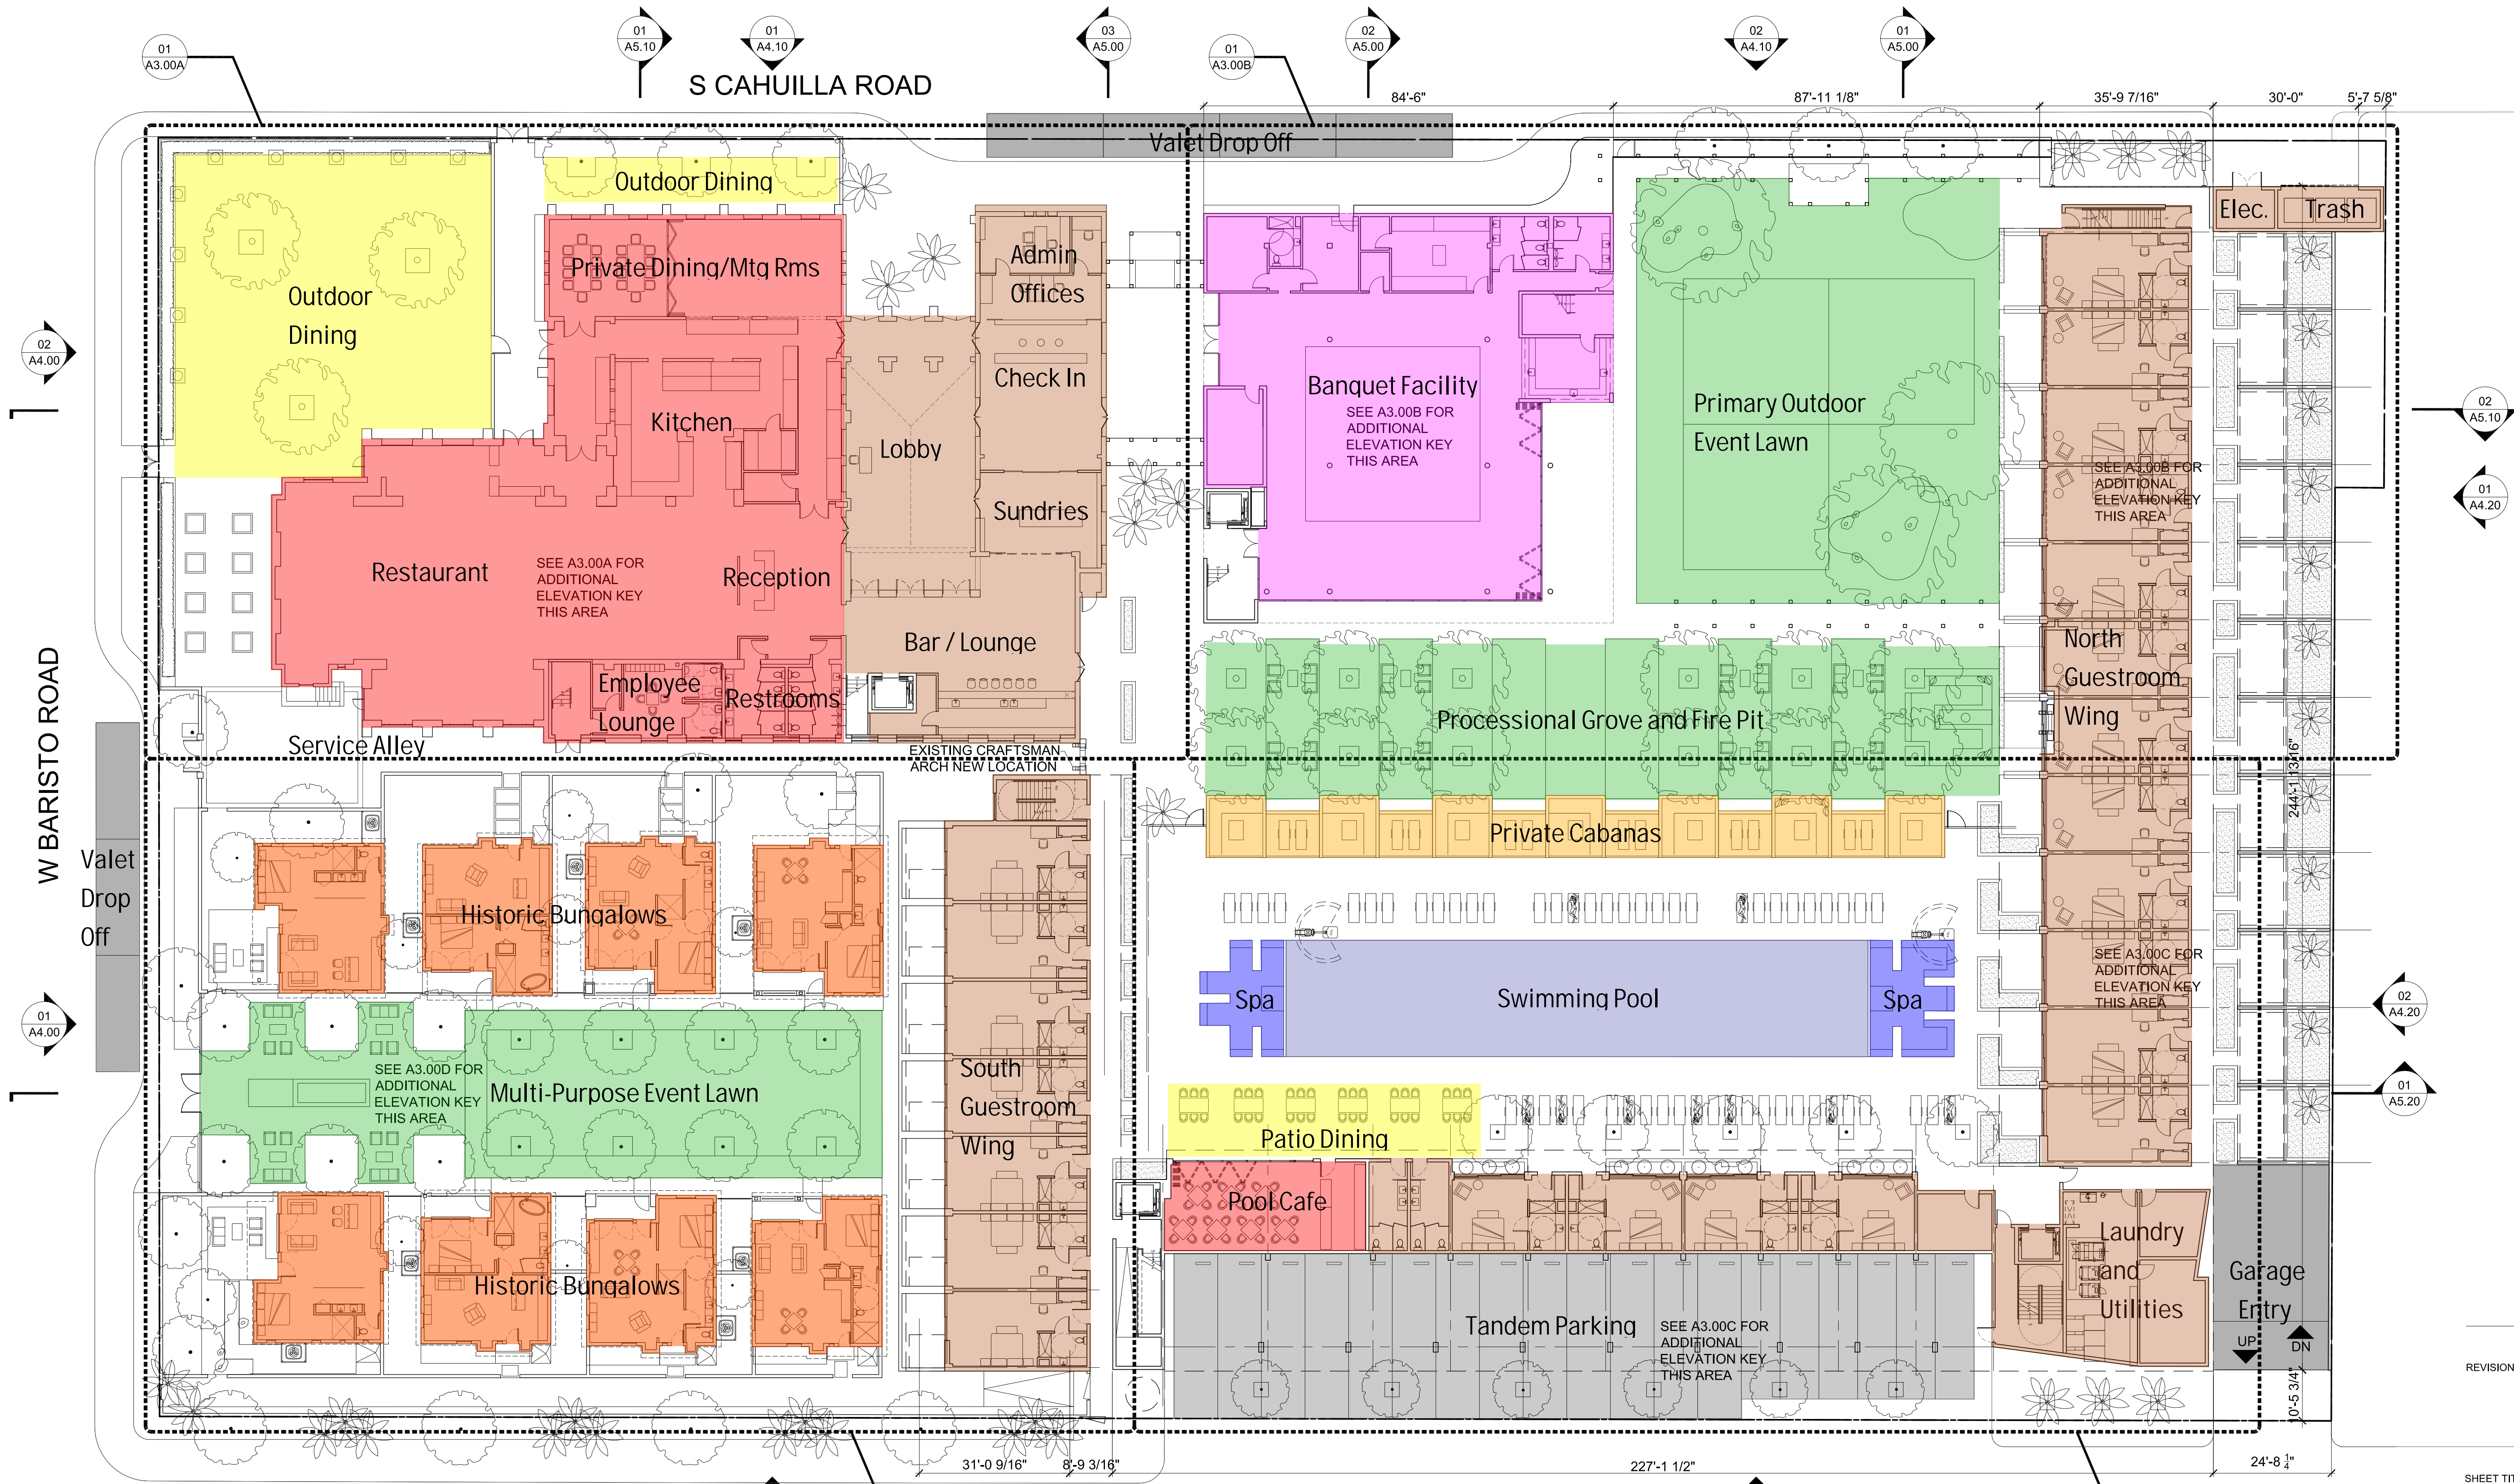 01
A3.00A
01
A5.10
01
A4.10
03
A5.00
01
A3.00B
02
A5.00
02
A4.10
01
A5.00
S CAHUILLA ROAD
84'-6"
87'-11 1/8"
35'-9 7/16"
30'-0"
5'-7 5/8"
Valet Drop Off
Outdoor Dining
Elec.
Trash
Private Dining/Mtg Rms
Admin
Offices
Outdoor
Dining
02
A4.00
Check In
Kitchen
Lobby
Banquet Facility
SEE A3.00B FOR
ADDITIONAL
ELEVATION KEY
THIS AREA
Primary Outdoor
Event Lawn
02
A5.10
SEE A3.00B FOR
ADDITIONAL
ELEVATION KEY
THIS AREA
01
A4.20
Sundries
Restaurant
SEE A3.00A FOR
ADDITIONAL
ELEVATION KEY
THIS AREA
Reception
Bar / Lounge
North
Guestroom
Wing
Employee
Lounge
Restrooms
Processional Grove and Fire Pit
Service Alley
EXISTING CRAFTSMAN
ARCH NEW LOCATION
244'-1 13/16"
W BARISTO ROAD
Valet
Drop
Off
Private Cabanas
Historic Bungalows
SEE A3.00C FOR
ADDITIONAL
ELEVATION KEY
THIS AREA
Spa
Swimming Pool
Spa
02
A4.20
01
A4.00
SEE A3.00D FOR
ADDITIONAL
ELEVATION KEY
THIS AREA
Multi-Purpose Event Lawn
South
Guestroom
Wing
01
A5.20
Patio Dining
Pool Cafe
Laundry
and
Utilities
Garage
Entry
UP
DN
Historic Bungalows
Tandem Parking
SEE A3.00C FOR
ADDITIONAL
ELEVATION KEY
THIS AREA
REVISION
10'-5 3/4"
31'-0 9/16"
8'-9 3/16"
227'-1 1/2"
24'-8 1/4"
SHEET TIT